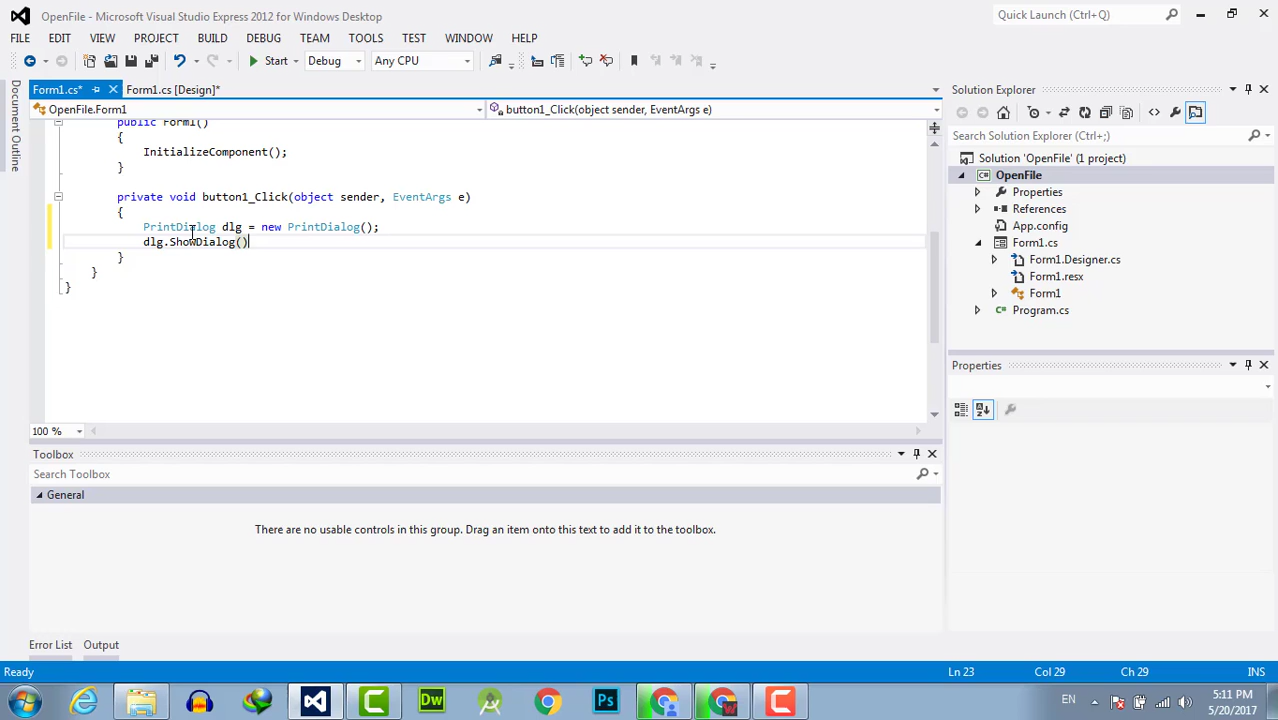 OpenFile - Microsoft Visual Studio Express 2012 for Windows Desktop
Quick Launch (Ctrl+Q)
FILE EDIT VIEW PROJECT BUILD DEBUG TEAM TOOLS TEST WINDOW HELP
Start Debug Any CPU
Document Outline
Form1.cs* Form1.cs [Design]*
OpenFile.Form1 button1_Click(object sender, EventArgs e)
public Form1()
{
InitializeComponent();
}
private void button1_Click(object sender, EventArgs e)
{
PrintDialog dlg = new PrintDialog();
dlg.ShowDialog()
}
}
}
100 %
Solution Explorer
Search Solution Explorer (Ctrl+;)
Solution 'OpenFile' (1 project)
OpenFile
Properties
References
App.config
Form1.cs
Form1.Designer.cs
Form1.resx
Form1
Program.cs
Properties
Toolbox
Search Toolbox
General
There are no usable controls in this group. Drag an item onto this text to add it to the toolbox.
Error List Output
Ready Ln 23 Col 29 Ch 29 INS
Dw Ps EN 5:11 PM
5/20/2017